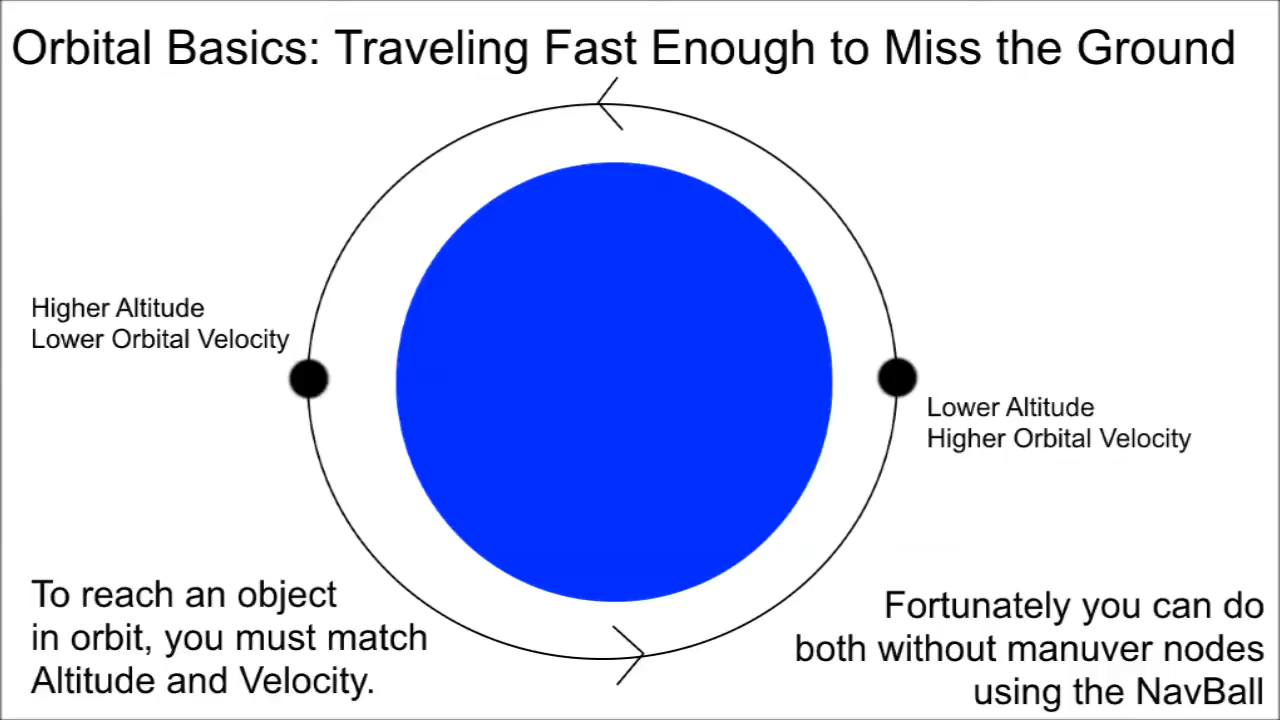 Orbital Basics: Traveling Fast Enough to Miss the Ground
Higher Altitude
Lower Orbital Velocity
Lower Altitude
Higher Orbital Velocity
To reach an object
in orbit, you must match
Altitude and Velocity.
Fortunately you can do
both without manuver nodes
using the NavBall